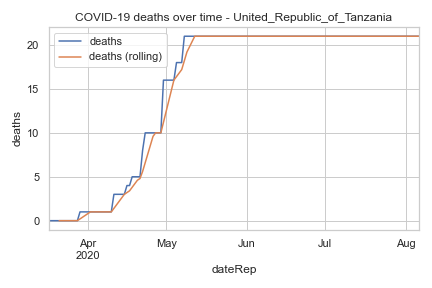 COVID-19 deaths over time - United_Republic_of_Tanzania
deaths
deaths (rolling)
20
15
10
5
0
deaths
Apr
2020
May
Jun
Jul
Aug
dateRep